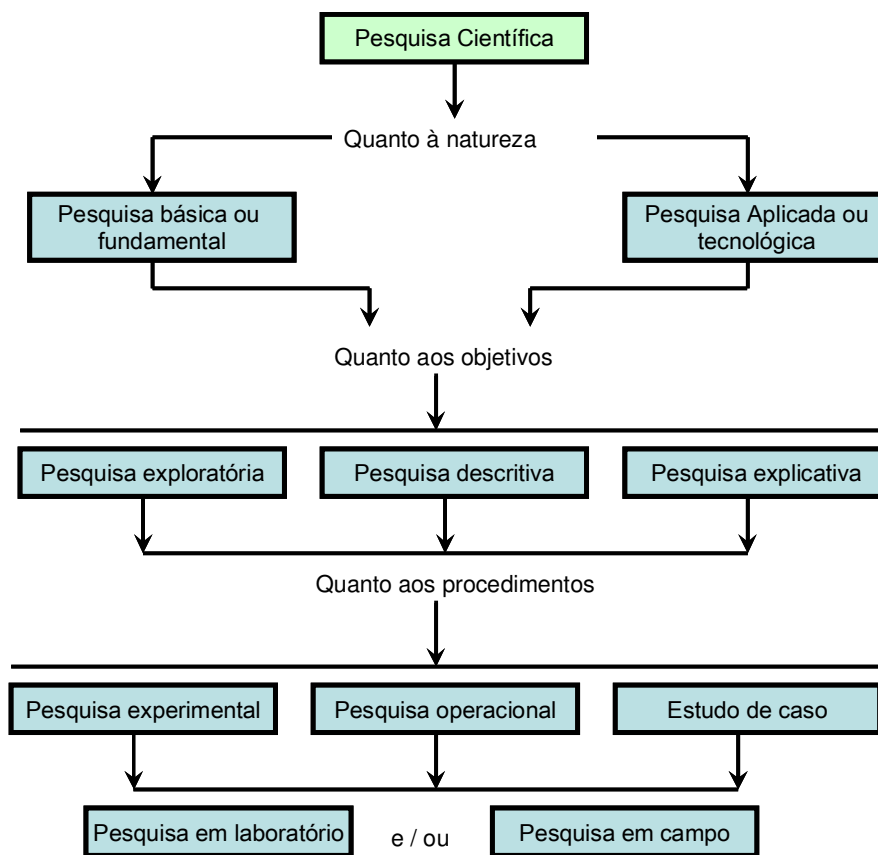 Pesquisa Científica
Quanto à natureza
Pesquisa básica ou
fundamental
Pesquisa Aplicada ou
tecnológica
Quanto aos objetivos
Pesquisa exploratória
Pesquisa descritiva
Pesquisa explicativa
Quanto aos procedimentos
Pesquisa experimental
Pesquisa operacional
Estudo de caso
Pesquisa em laboratório
e / ou
Pesquisa em campo